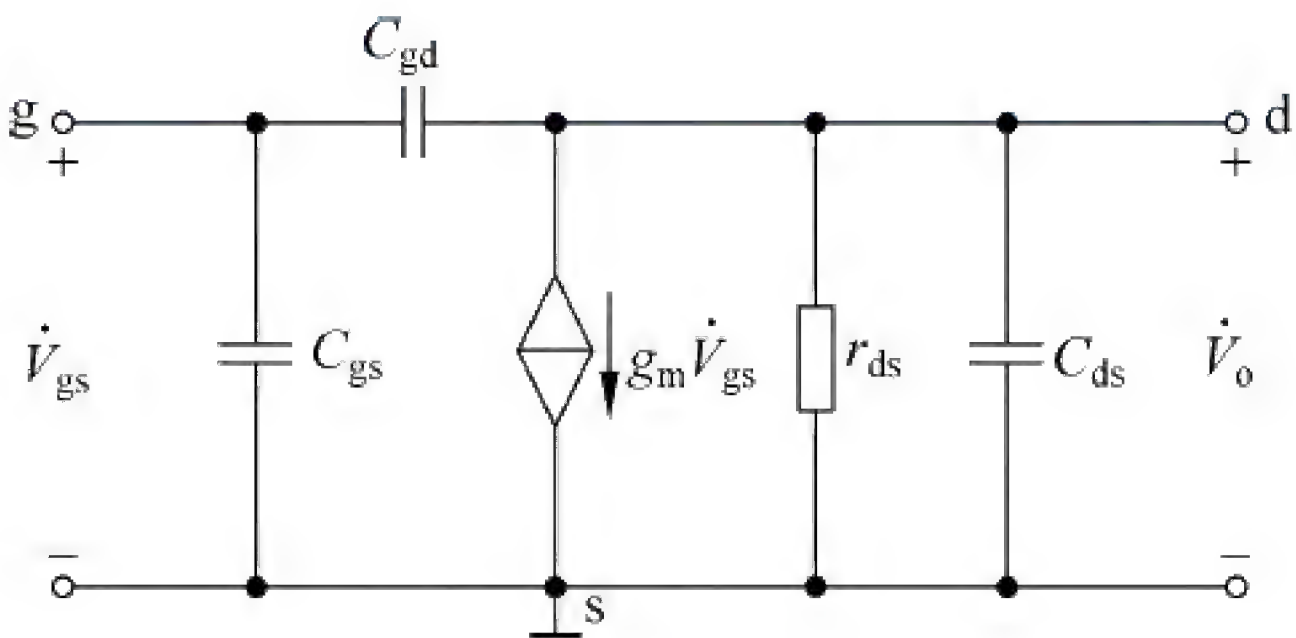 C_gd
g
d
+
+
V̇_gs
C_gs
g_m V̇_gs
r_ds
C_ds
V̇_o
−
−
s